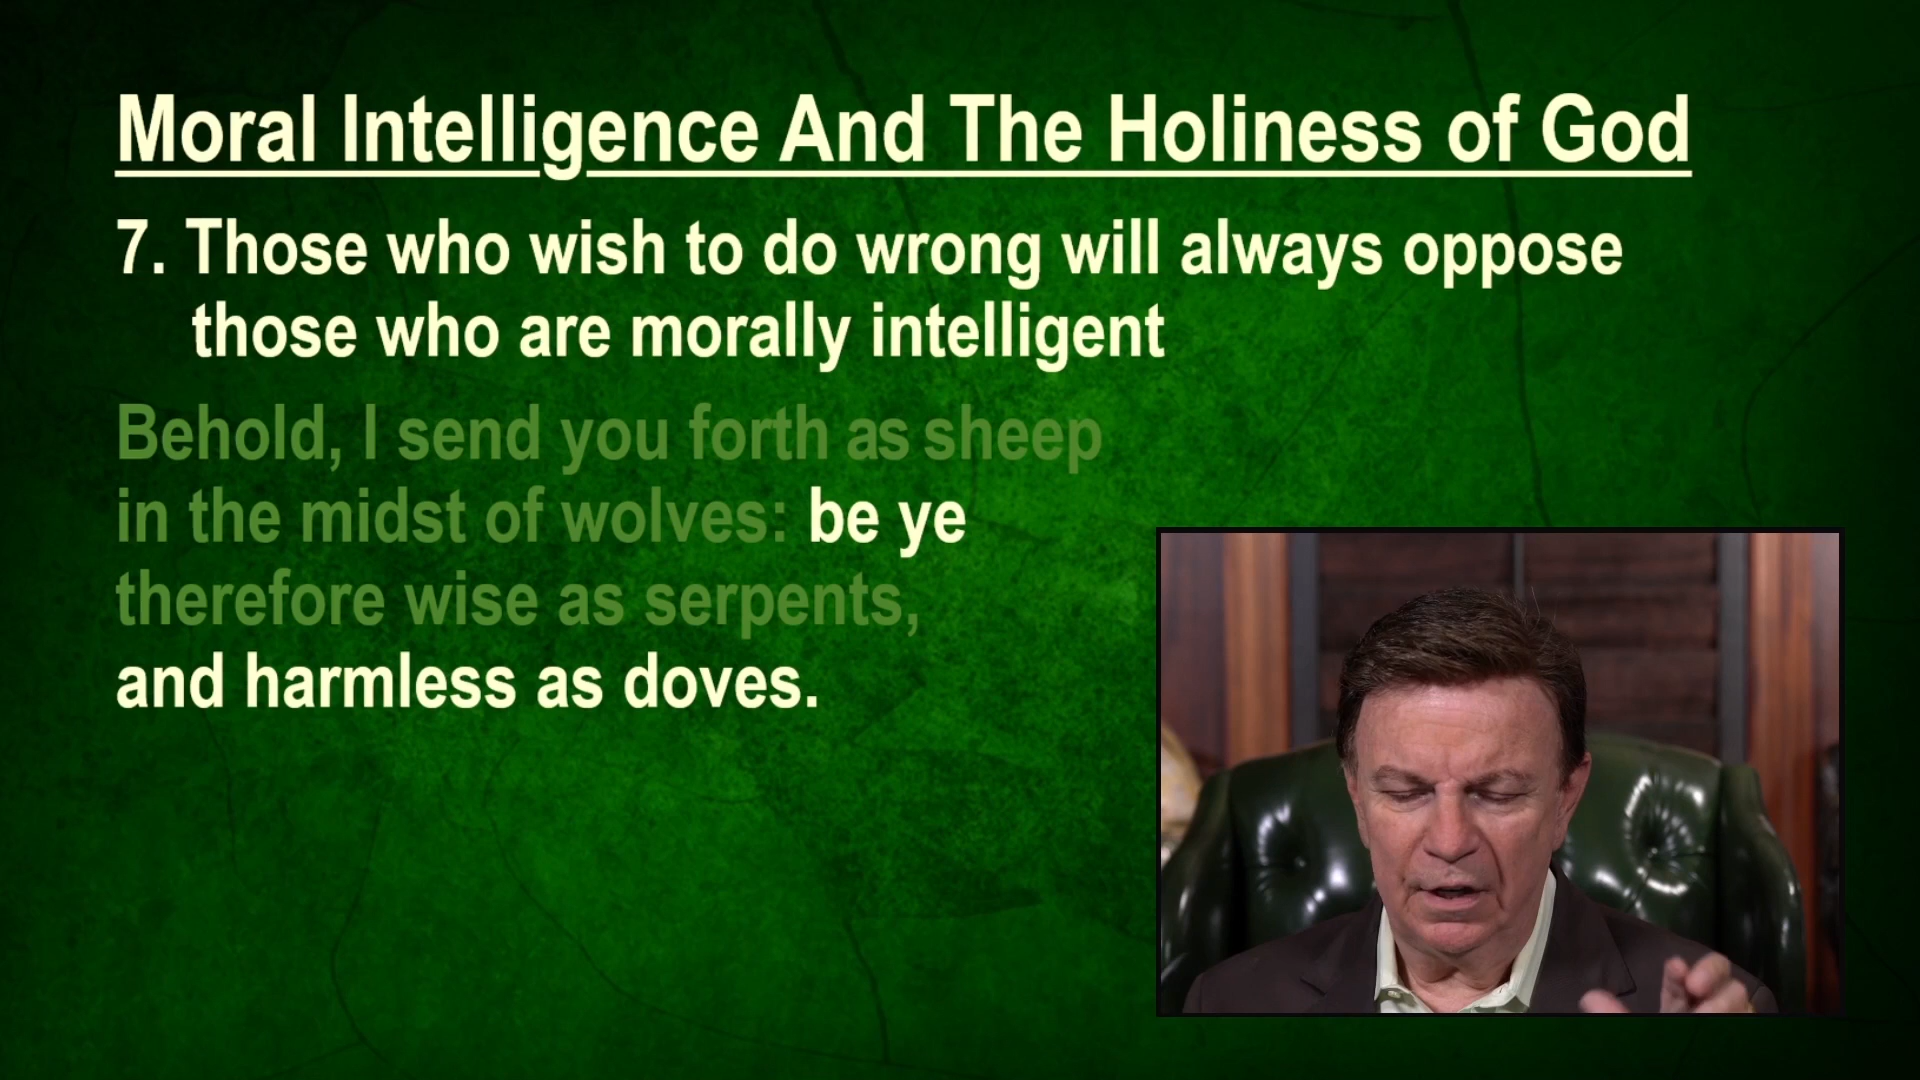 Moral Intelligence And The Holiness of God
7. Those who wish to do wrong will always oppose
those who are morally intelligent
Behold, I send you forth as sheep
in the midst of wolves: be ye
therefore wise as serpents,
and harmless as doves.